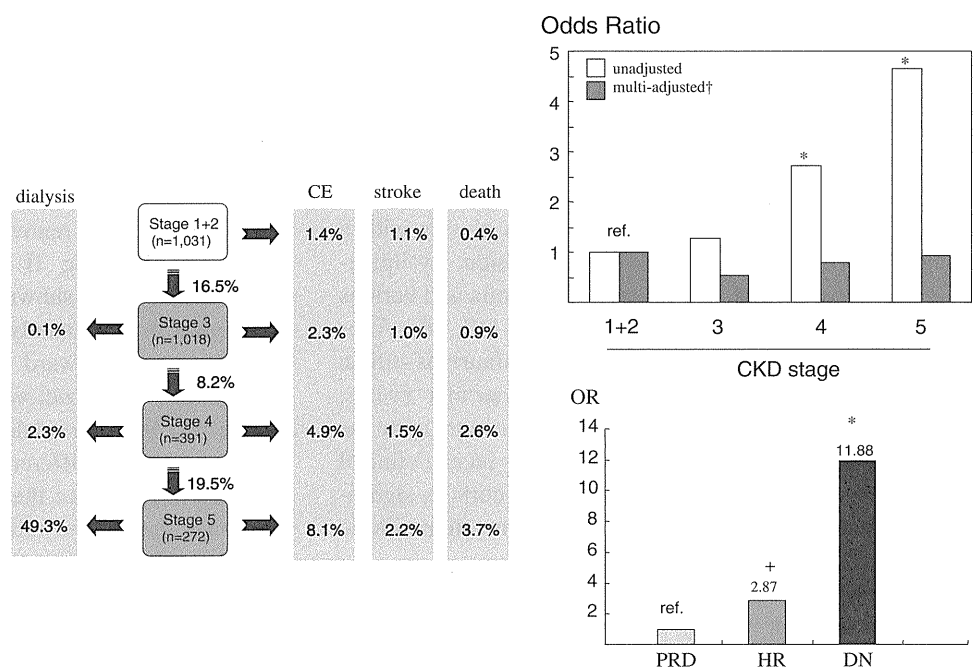 dialysis
CE stroke death
Stage 1+2
(n=1,031)
1.4% 1.1% 0.4%
16.5%
0.1%
Stage 3
(n=1,018)
2.3% 1.0% 0.9%
8.2%
2.3%
Stage 4
(n=391)
4.9% 1.5% 2.6%
19.5%
49.3%
Stage 5
(n=272)
8.1% 2.2% 3.7%
Odds Ratio
5
4
3
2
1
unadjusted
multi-adjusted†
ref.
*
*
1+2 3 4 5
CKD stage
OR
14
12
10
8
6
4
2
ref.
+
2.87
*
11.88
PRD HR DN